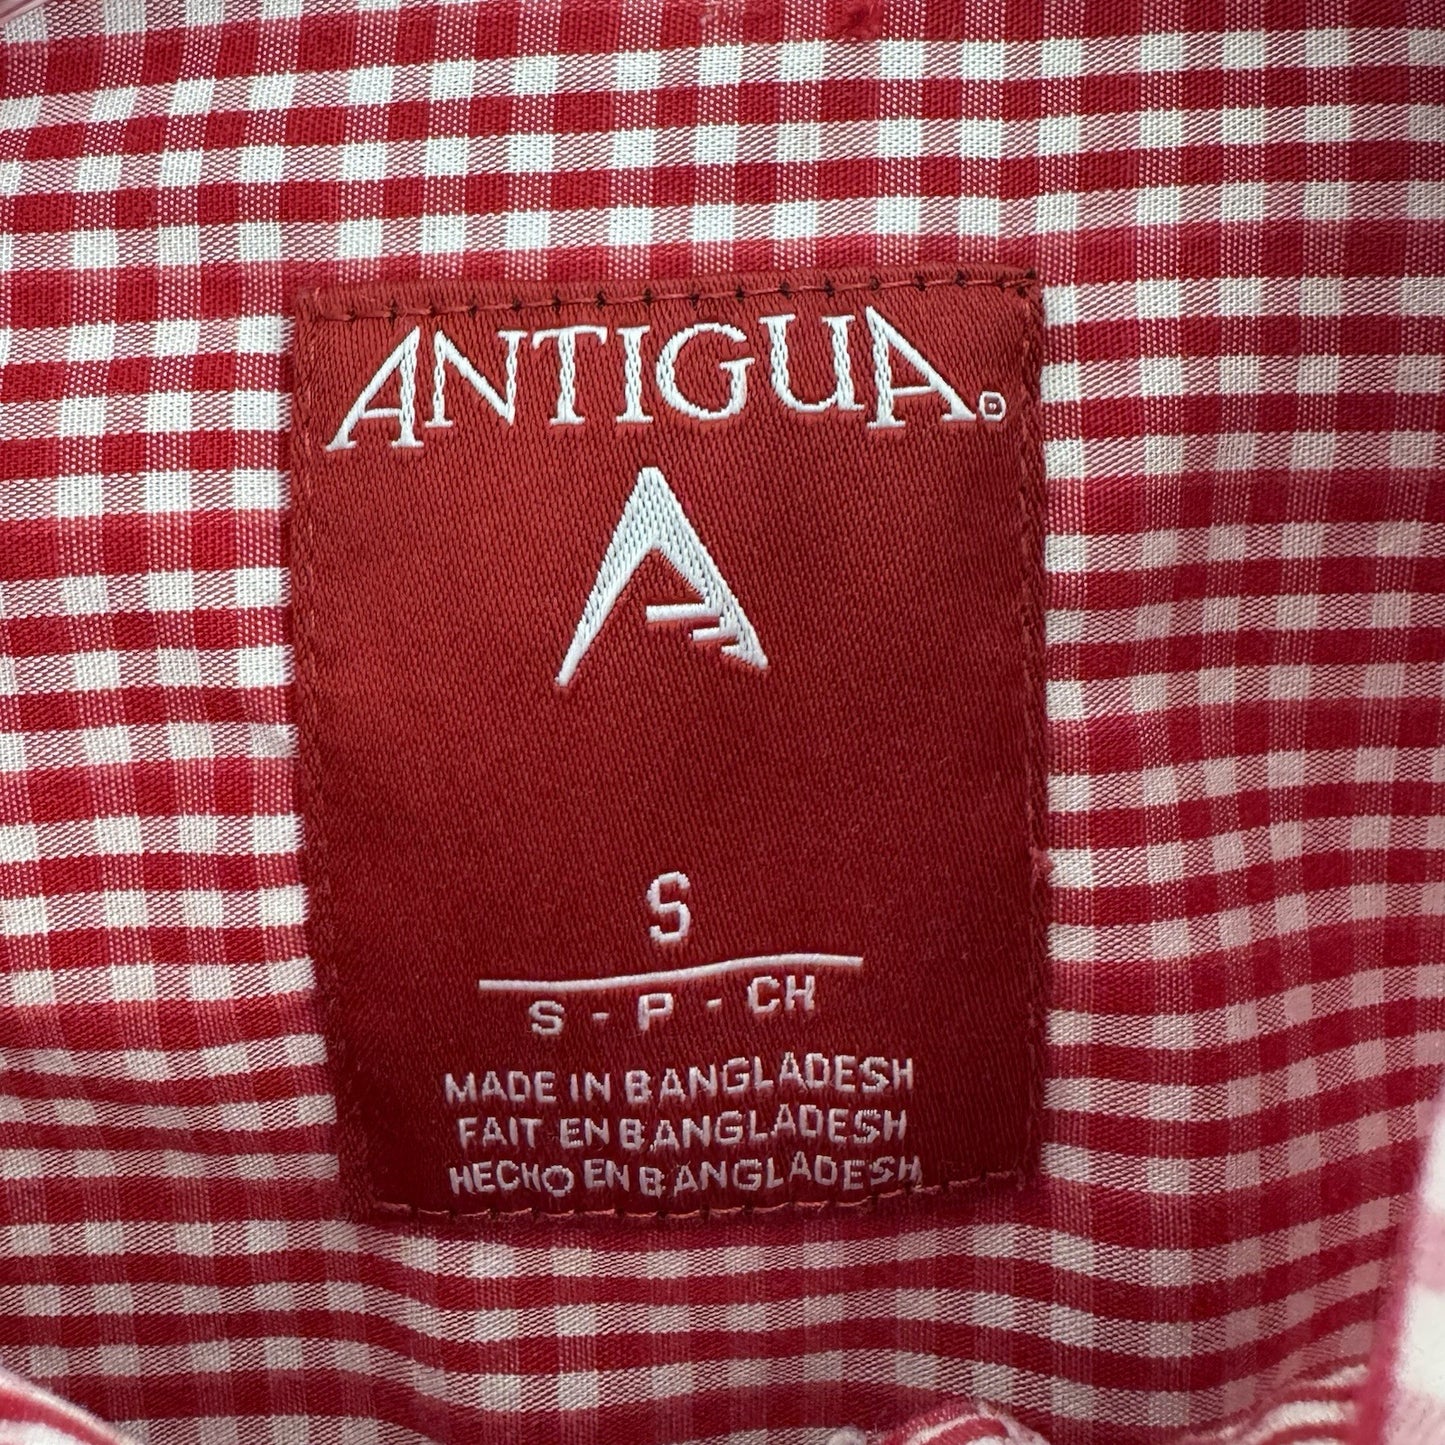 ANTIGUA®
S
S - P - CH
MADE IN BANGLADESH
FAIT EN BANGLADESH
HECHO EN BANGLADESH